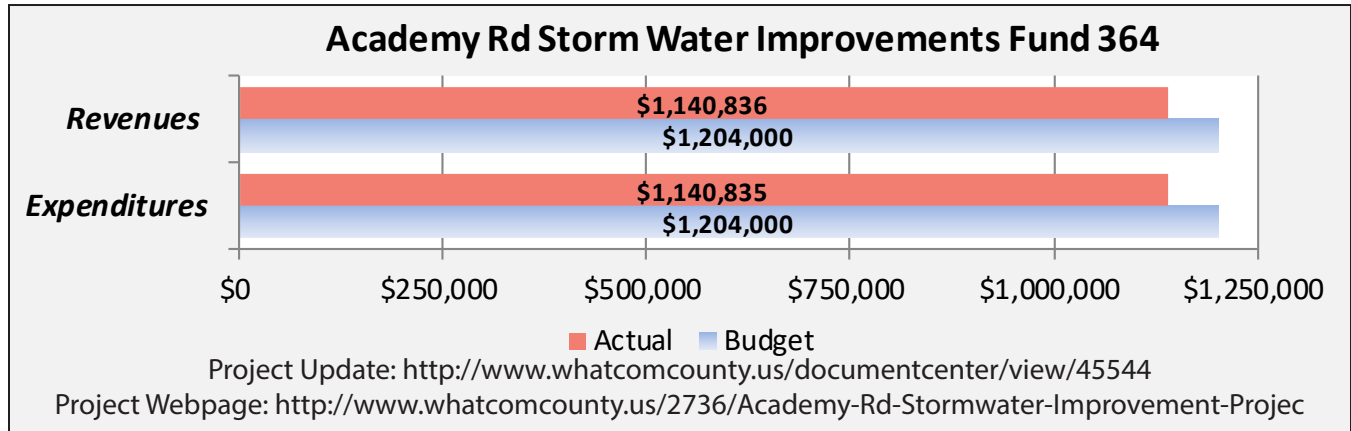 Academy Rd Storm Water Improvements Fund 364
Revenues
$1,140,836
$1,204,000
Expenditures
$1,140,835
$1,204,000
$0 $250,000 $500,000 $750,000 $1,000,000 $1,250,000
Actual Budget
Project Update: http://www.whatcomcounty.us/documentcenter/view/45544
Project Webpage: http://www.whatcomcounty.us/2736/Academy-Rd-Stormwater-Improvement-Projec